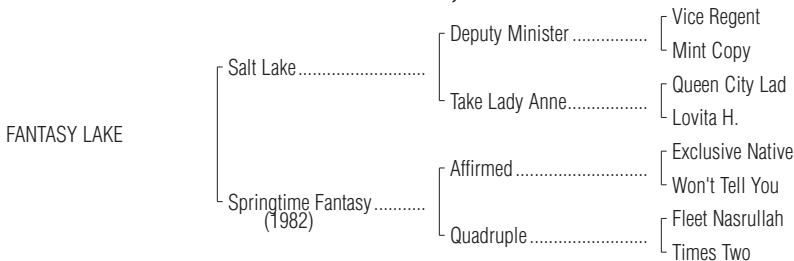 Vice Regent
Deputy Minister ................
Mint Copy
Salt Lake...........................
Queen City Lad
Take Lady Anne.................
Lovita H.
FANTASY LAKE
Exclusive Native
Affirmed ............................
Won't Tell You
Springtime Fantasy...........
(1982)
Fleet Nasrullah
Quadruple.........................
Times Two